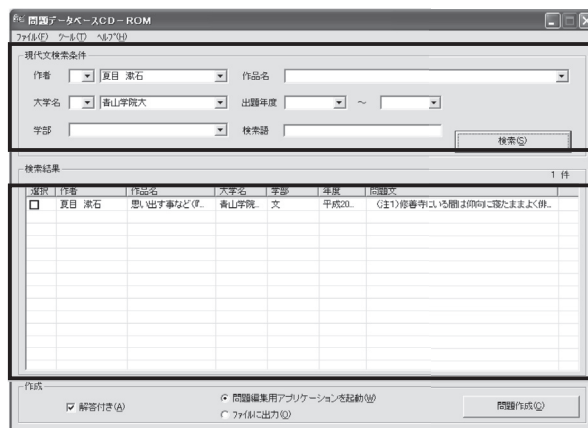 問題データベースCD-ROM
ファイル(F) ツール(T) ヘルプ(H)
現代文検索条件
作者 夏目 漱石 作品名
大学名 青山学院大 出題年度 ～
学部 検索語
検索(S)
検索結果
1 件
選択 作者 作品名 大学名 学部 年度 問題文
夏目 漱石 思い出す事など(『.. 青山学院.. 文 平成20... (注1)修善寺にいる間は仰向に寝たままよく俳...
作成
解答付き(A) 問題編集用アプリケーションを起動(W)
ファイルに出力(O)
問題作成(C)